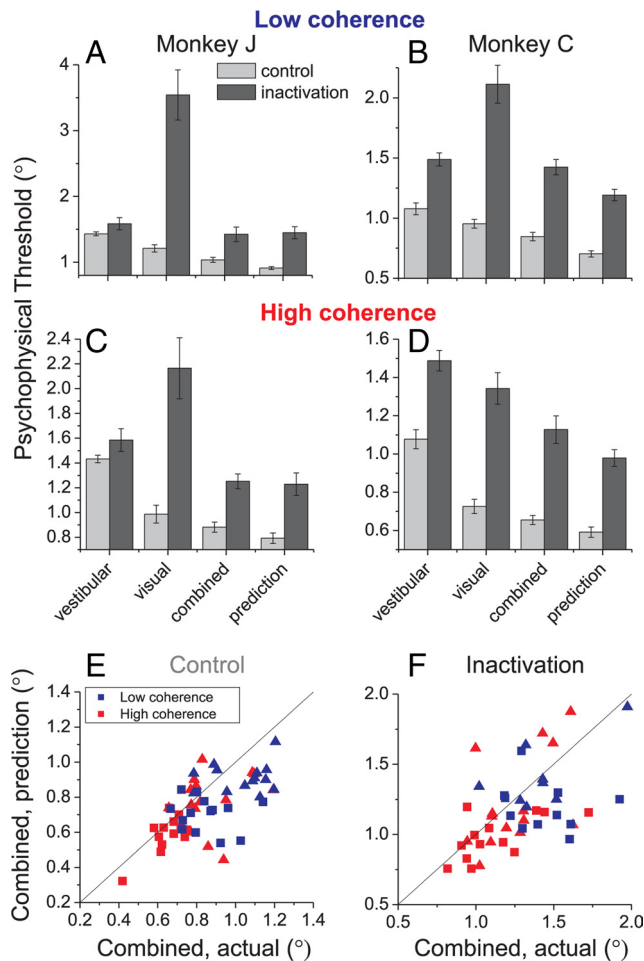 Low coherence
A Monkey J
B Monkey C
control
inactivation
4
3
2
1
2.0
1.5
1.0
0.5
Psychophysical Threshold (°)
High coherence
C
D
2.4
2.2
2.0
1.8
1.6
1.4
1.2
1.0
0.8
1.6
1.4
1.2
1.0
0.8
0.6
vestibular visual combined prediction
vestibular visual combined prediction
E Control
F Inactivation
Low coherence
High coherence
Combined, prediction (°)
1.4
1.2
1.0
0.8
0.6
0.4
0.2
2.0
1.5
1.0
0.5
0.2 0.4 0.6 0.8 1.0 1.2 1.4
0.5 1.0 1.5 2.0
Combined, actual (°)
Combined, actual (°)